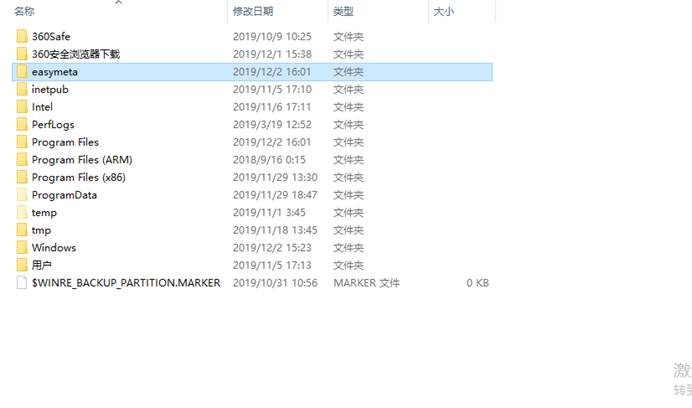 名称 修改日期 类型 大小
360Safe 2019/10/9 10:25 文件夹
360安全浏览器下载 2019/12/1 15:38 文件夹
easymeta 2019/12/2 16:01 文件夹
inetpub 2019/11/5 17:10 文件夹
Intel 2019/11/6 17:11 文件夹
PerfLogs 2019/3/19 12:52 文件夹
Program Files 2019/12/2 16:01 文件夹
Program Files (ARM) 2018/9/16 0:15 文件夹
Program Files (x86) 2019/11/29 13:30 文件夹
ProgramData 2019/11/29 18:47 文件夹
temp 2019/11/1 3:45 文件夹
tmp 2019/11/18 13:45 文件夹
Windows 2019/12/2 15:23 文件夹
用户 2019/11/5 17:13 文件夹
$WINRE_BACKUP_PARTITION.MARKER 2019/10/31 10:56 MARKER 文件 0 KB
激
转到